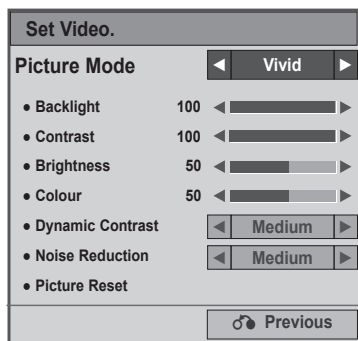 Set Video.
Picture Mode Vivid
• Backlight 100
• Contrast 100
• Brightness 50
• Colour 50
• Dynamic Contrast Medium
• Noise Reduction Medium
• Picture Reset
Previous